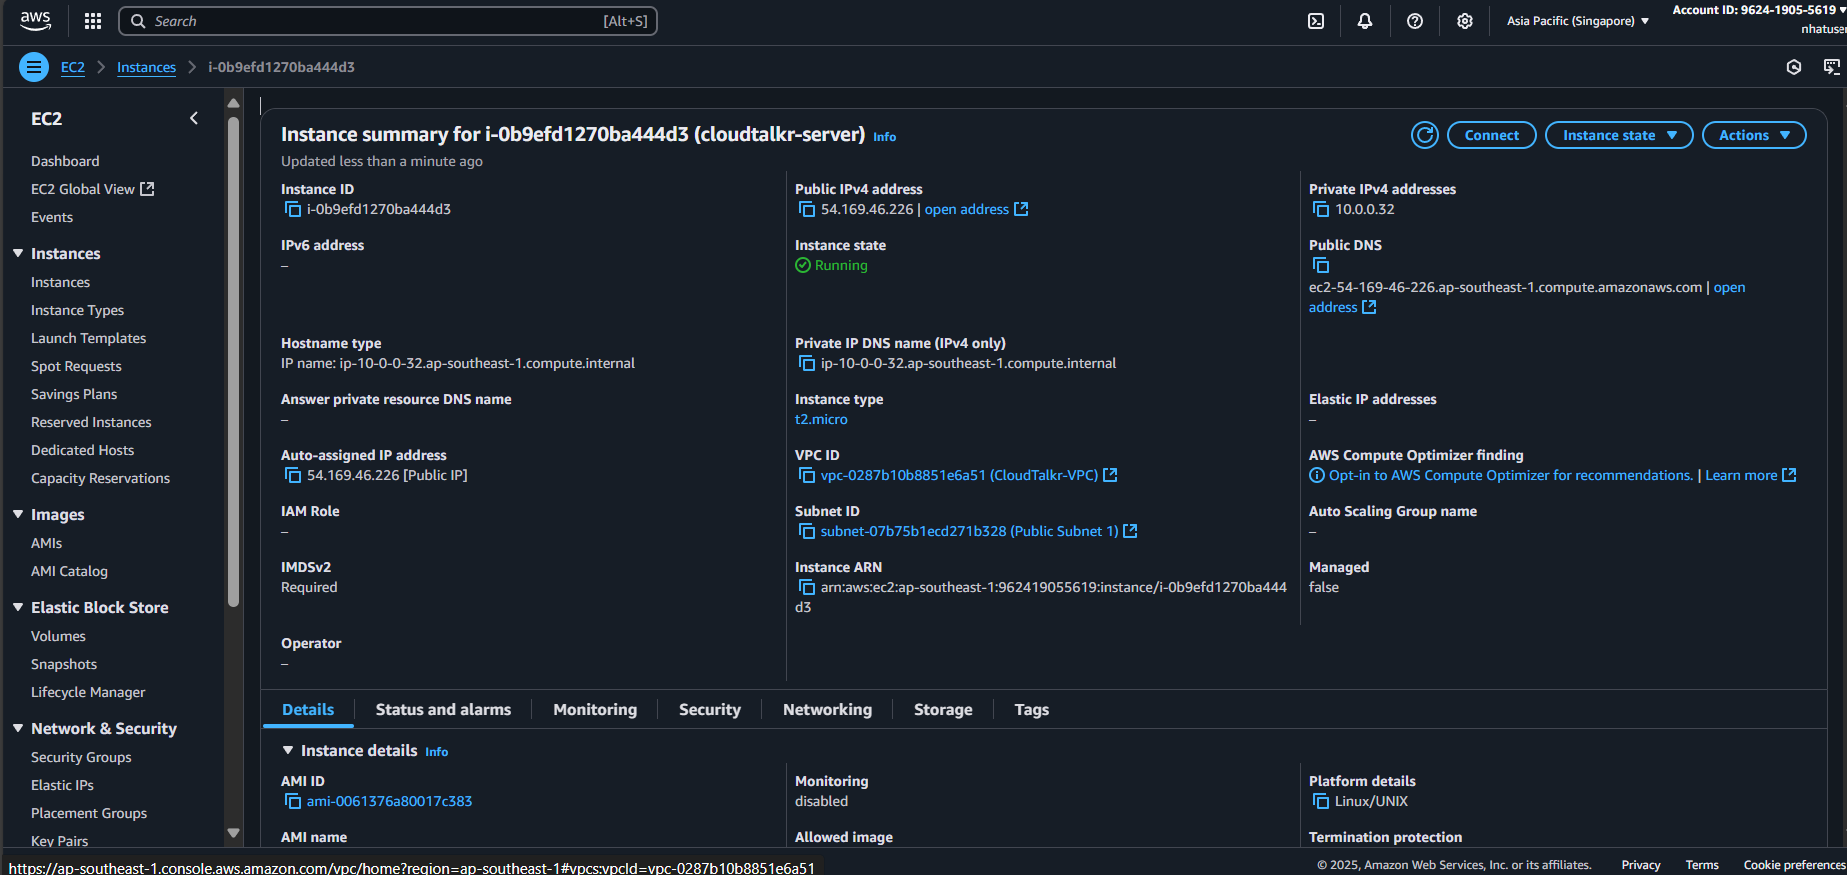 aws
Search [Alt+S]
Asia Pacific (Singapore)
Account ID: 9624-1905-5619
nhatuser
EC2 Instances i-0b9efd1270ba444d3
EC2
Dashboard
EC2 Global View
Events
Instances
Instances
Instance Types
Launch Templates
Spot Requests
Savings Plans
Reserved Instances
Dedicated Hosts
Capacity Reservations
Images
AMIs
AMI Catalog
Elastic Block Store
Volumes
Snapshots
Lifecycle Manager
Network & Security
Security Groups
Elastic IPs
Placement Groups
Key Pairs
Instance summary for i-0b9efd1270ba444d3 (cloudtalkr-server) Info
Updated less than a minute ago
Connect
Instance state
Actions
Instance ID
i-0b9efd1270ba444d3
Public IPv4 address
54.169.46.226 | open address
Private IPv4 addresses
10.0.0.32
IPv6 address
–
Instance state
Running
Public DNS
ec2-54-169-46-226.ap-southeast-1.compute.amazonaws.com | open
address
Hostname type
IP name: ip-10-0-0-32.ap-southeast-1.compute.internal
Private IP DNS name (IPv4 only)
ip-10-0-0-32.ap-southeast-1.compute.internal
Answer private resource DNS name
–
Instance type
t2.micro
Elastic IP addresses
–
Auto-assigned IP address
54.169.46.226 [Public IP]
VPC ID
vpc-0287b10b8851e6a51 (CloudTalkr-VPC)
AWS Compute Optimizer finding
Opt-in to AWS Compute Optimizer for recommendations. | Learn more
IAM Role
–
Subnet ID
subnet-07b75b1ecd271b328 (Public Subnet 1)
Auto Scaling Group name
–
IMDSv2
Required
Instance ARN
arn:aws:ec2:ap-southeast-1:962419055619:instance/i-0b9efd1270ba444
d3
Managed
false
Operator
–
Details Status and alarms Monitoring Security Networking Storage Tags
Instance details Info
AMI ID
ami-0061376a80017c383
Monitoring
disabled
Platform details
Linux/UNIX
AMI name
Allowed image
Termination protection
https://ap-southeast-1.console.aws.amazon.com/vpc/home?region=ap-southeast-1#vpcs:vpcId=vpc-0287b10b8851e6a51
© 2025, Amazon Web Services, Inc. or its affiliates. Privacy Terms Cookie preferences